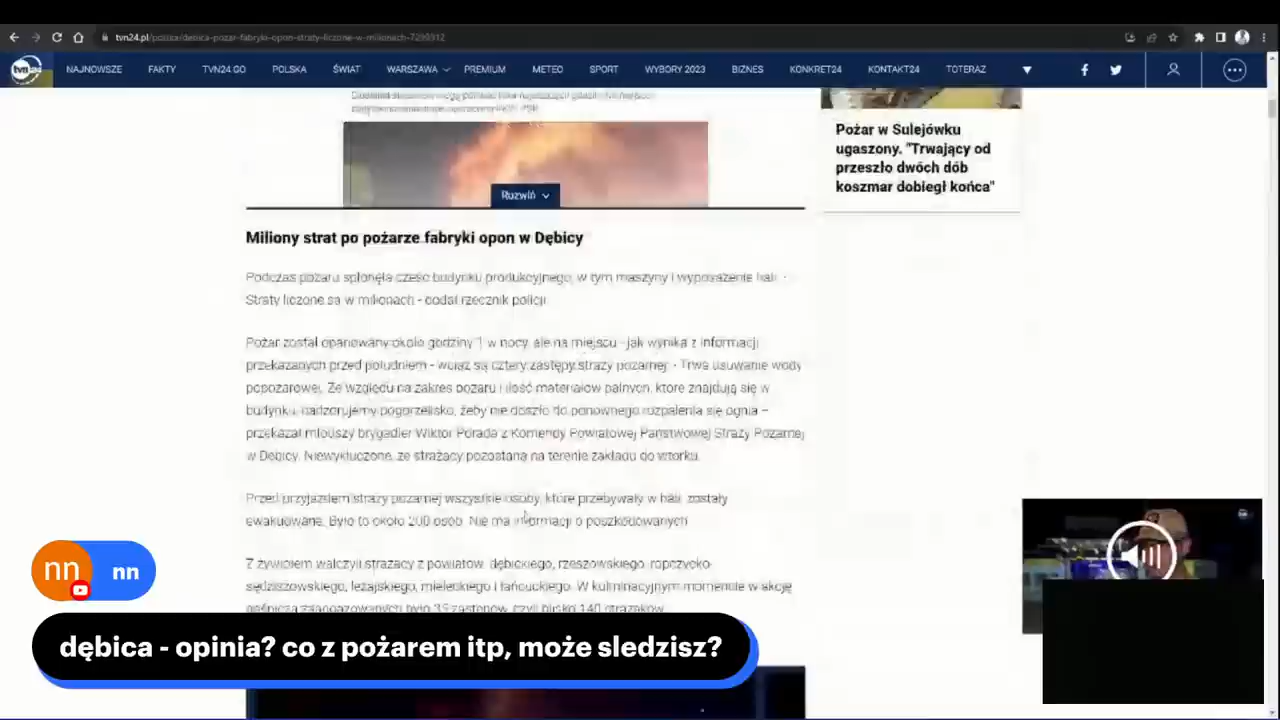 tvn24.pl/polska/debica-pozar-fabryki-opon-straty-liczone-w-milionach-7299312
tvn24
NAJNOWSZE FAKTY TVN24 GO POLSKA ŚWIAT WARSZAWA PREMIUM METEO SPORT WYBORY 2023 BIZNES KONKRET24 KONTAKT24 TOTERAZ
Pożar w Sulejówku
ugaszony. "Trwający od
przeszło dwóch dób
koszmar dobiegł końca"
Rozwiń
Miliony strat po pożarze fabryki opon w Dębicy
Podczas pożaru spłonęła część budynku produkcyjnego, w tym maszyny i wyposażenie hali. -
Straty liczone są w milionach - dodał rzecznik policji.
Pożar został opanowany około godziny 1 w nocy, ale na miejscu - jak wynika z informacji
przekazanych przed południem - wciąż są cztery zastępy straży pożarnej. - Trwa usuwanie wody
popożarowej. Ze względu na zakres pożaru i ilość materiałów palnych, które znajdują się w
budynku, nadzorujemy pogorzelisko, żeby nie doszło do ponownego rozpalenia się ognia –
przekazał młodszy brygadier Wiktor Porada z Komendy Powiatowej Państwowej Straży Pożarnej
w Dębicy. Niewykluczone, że strażacy pozostaną na terenie zakładu do wtorku.
Przed przyjazdem straży pożarnej wszystkie osoby, które przebywały w hali, zostały
ewakuowane. Było to około 200 osób. Nie ma informacji o poszkodowanych.
Z żywiołem walczyli strażacy z powiatów: dębickiego, rzeszowskiego, ropczycko-
sędziszowskiego, leżajskiego, mieleckiego i łańcuckiego. W kulminacyjnym momencie w akcję
gaśniczą zaangażowanych było 35 zastępów, czyli blisko 140 strażaków.
nn
nn
dębica - opinia? co z pożarem itp, może sledzisz?